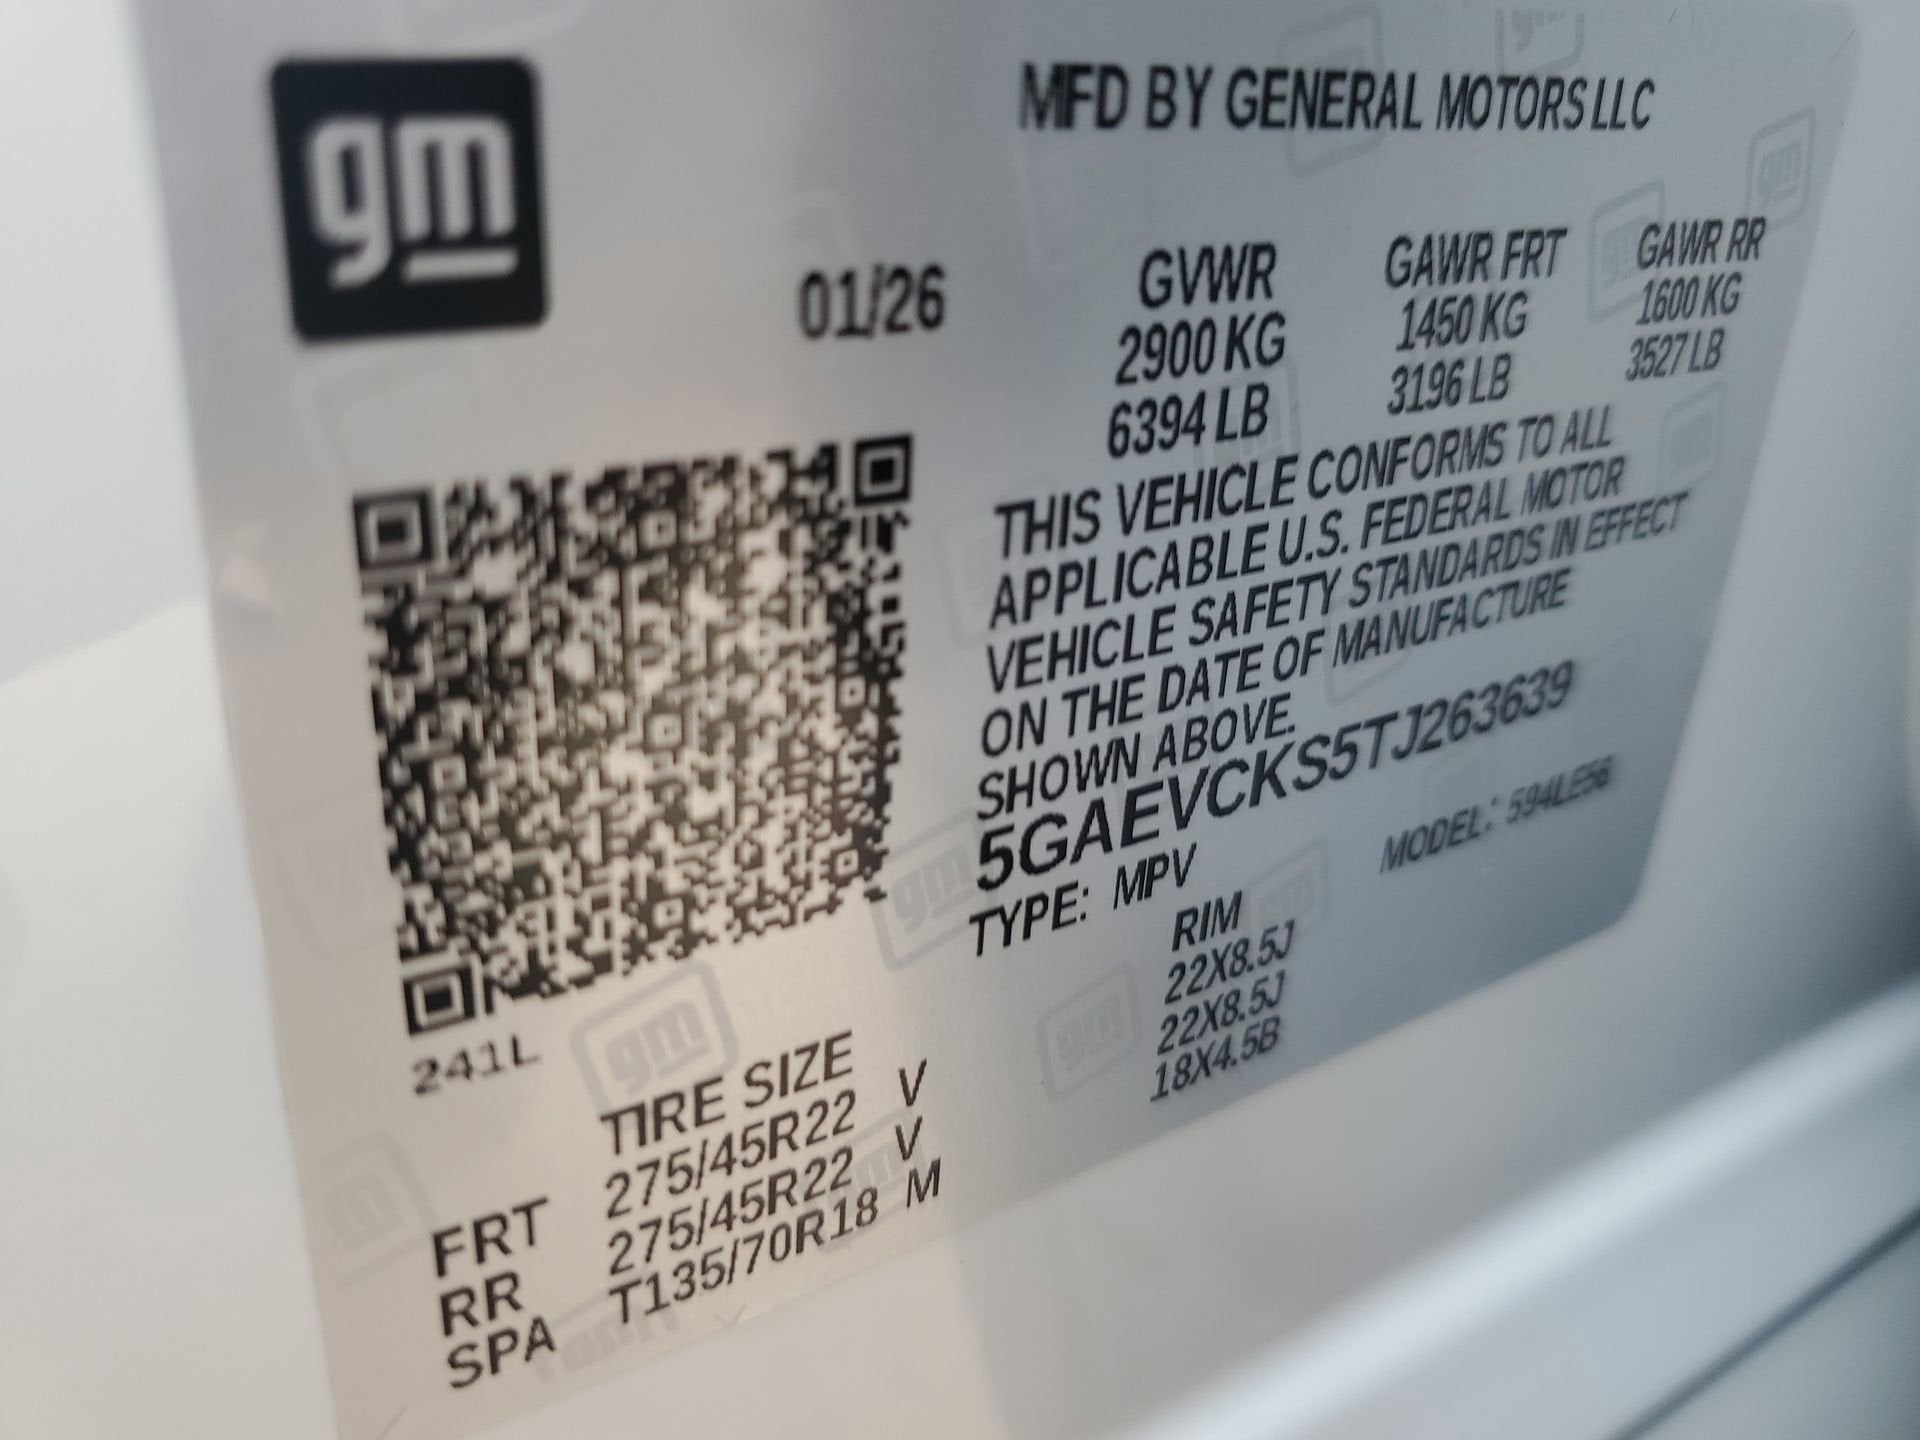 gm
MFD BY GENERAL MOTORS LLC
01/26
GVWR GAWR FRT GAWR RR
2900 KG 1450 KG 1600 KG
6394 LB 3196 LB 3527 LB
THIS VEHICLE CONFORMS TO ALL
APPLICABLE U.S. FEDERAL MOTOR
VEHICLE SAFETY STANDARDS IN EFFECT
ON THE DATE OF MANUFACTURE
SHOWN ABOVE.
5GAEVCKS5TJ263639
TYPE: MPV MODEL: 594LE56
241L
TIRE SIZE RIM
FRT 275/45R22 V 22X8.5J
RR 275/45R22 V 22X8.5J
SPA T135/70R18 M 18X4.5B